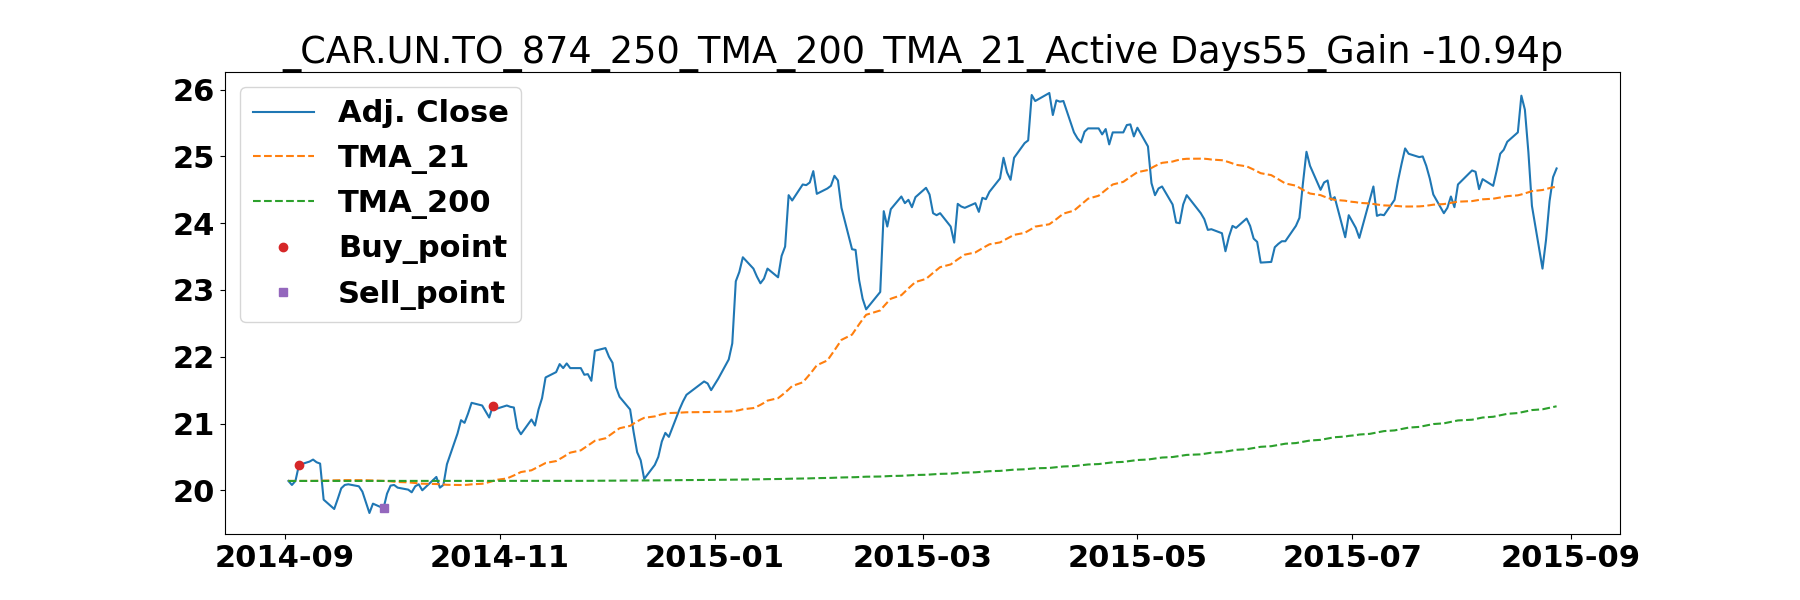 _CAR.UN.TO_874_250_TMA_200_TMA_21_Active Days55_Gain -10.94p
26
25
24
23
22
21
20
Adj. Close
TMA_21
TMA_200
Buy_point
Sell_point
2014-09
2014-11
2015-01
2015-03
2015-05
2015-07
2015-09